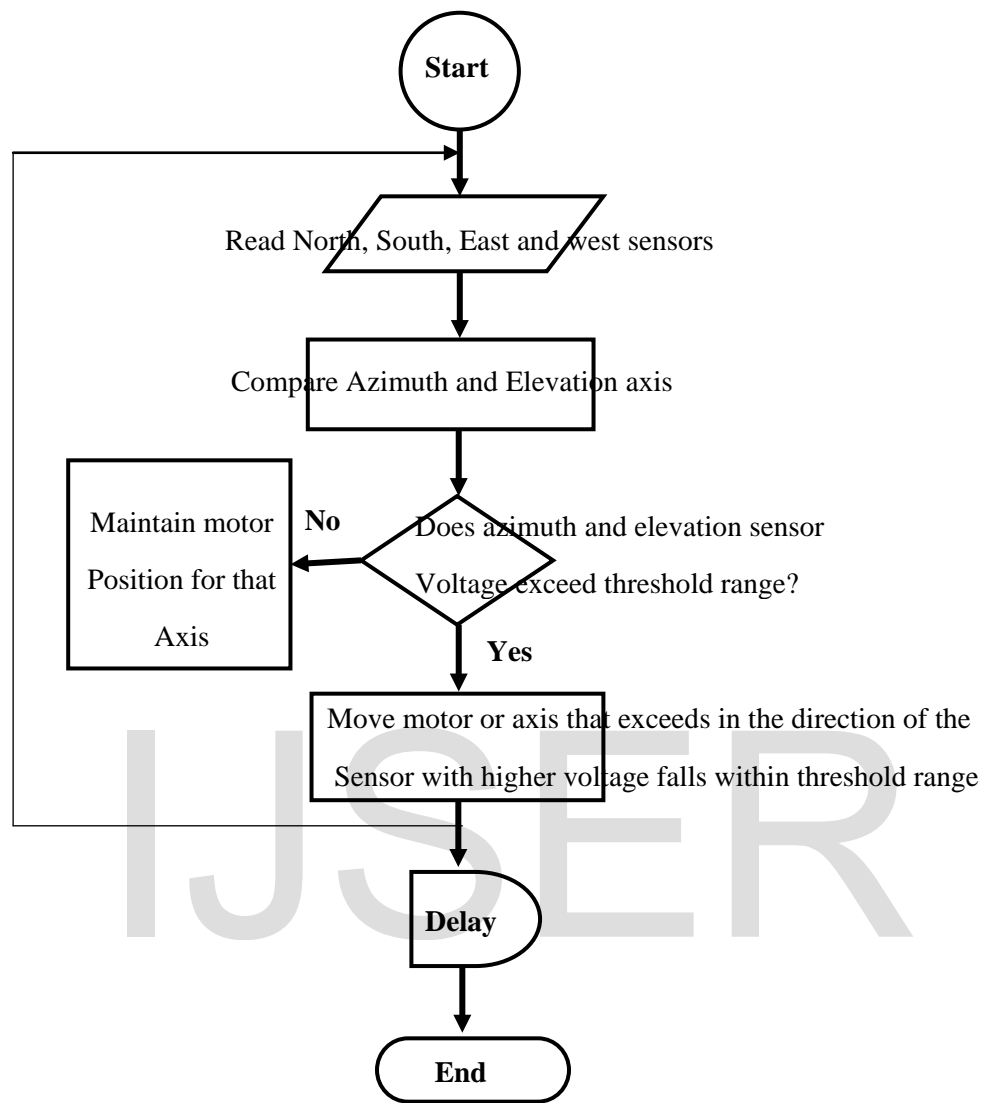 Start
Read North, South, East and west sensors
Compare Azimuth and Elevation axis
Does azimuth and elevation sensor
Voltage exceed threshold range?
No
Maintain motor
Position for that
Axis
Yes
Move motor or axis that exceeds in the direction of the
Sensor with higher voltage falls within threshold range
IJSER
Delay
End